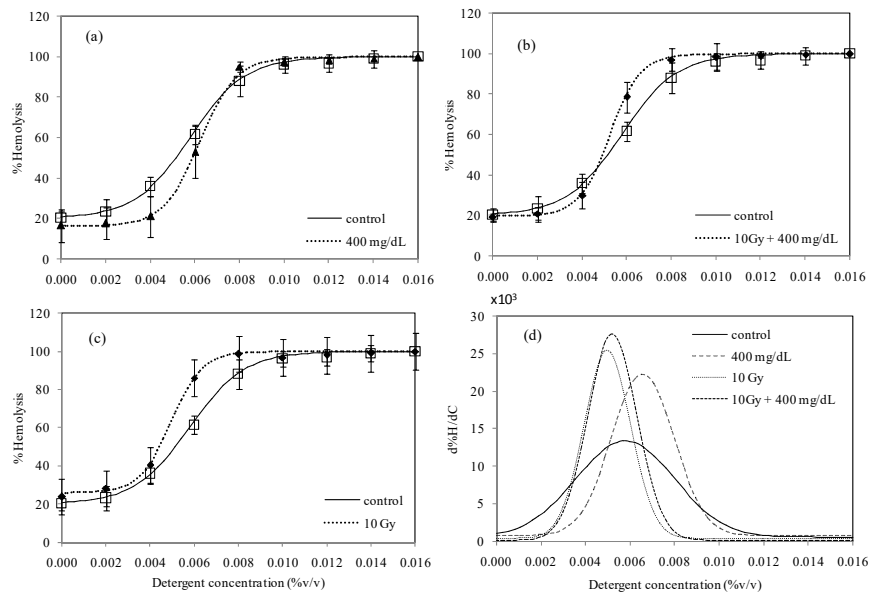 (a)
% Hemolysis
120
100
80
60
40
20
0
control
400 mg/dL
0.000 0.002 0.004 0.006 0.008 0.010 0.012 0.014 0.016
(b)
% Hemolysis
120
100
80
60
40
20
0
control
10Gy + 400 mg/dL
0.000 0.002 0.004 0.006 0.008 0.010 0.012 0.014 0.016
(c)
% Hemolysis
120
100
80
60
40
20
0
control
10 Gy
0.000 0.002 0.004 0.006 0.008 0.010 0.012 0.014 0.016
Detergent concentration (%v/v)
x10³
(d)
d%H/dC
30
25
20
15
10
5
0
control
400 mg/dL
10 Gy
10Gy + 400 mg/dL
0.000 0.002 0.004 0.006 0.008 0.010 0.012 0.014 0.016
Detergent concentration (%v/v)